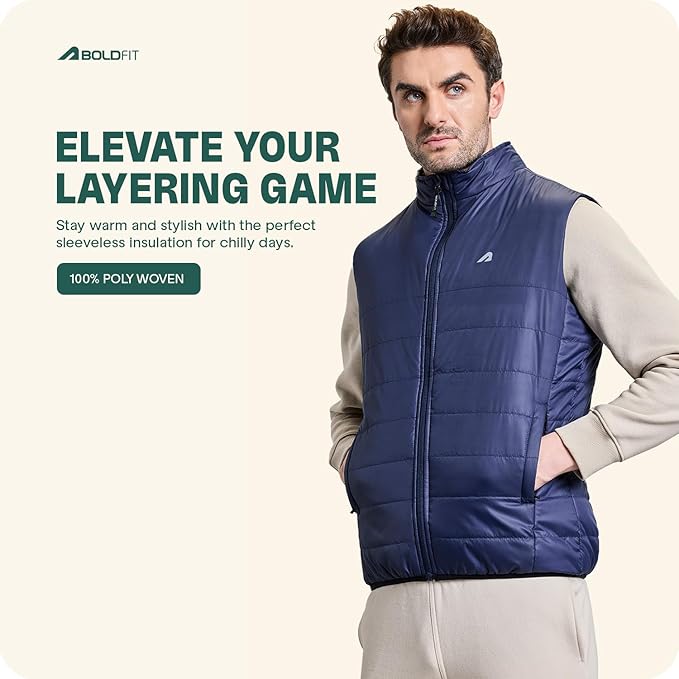 BOLDFIT
ELEVATE YOUR
LAYERING GAME
Stay warm and stylish with the perfect
sleeveless insulation for chilly days.
100% POLY WOVEN